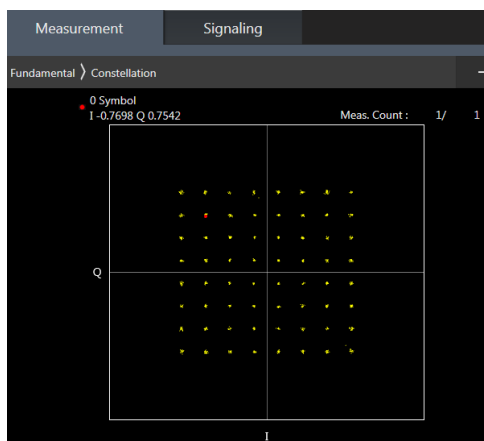 Measurement Signaling
Fundamental ⟩ Constellation
0 Symbol
I -0.7698 Q 0.7542 Meas. Count : 1/ 1
Q
I